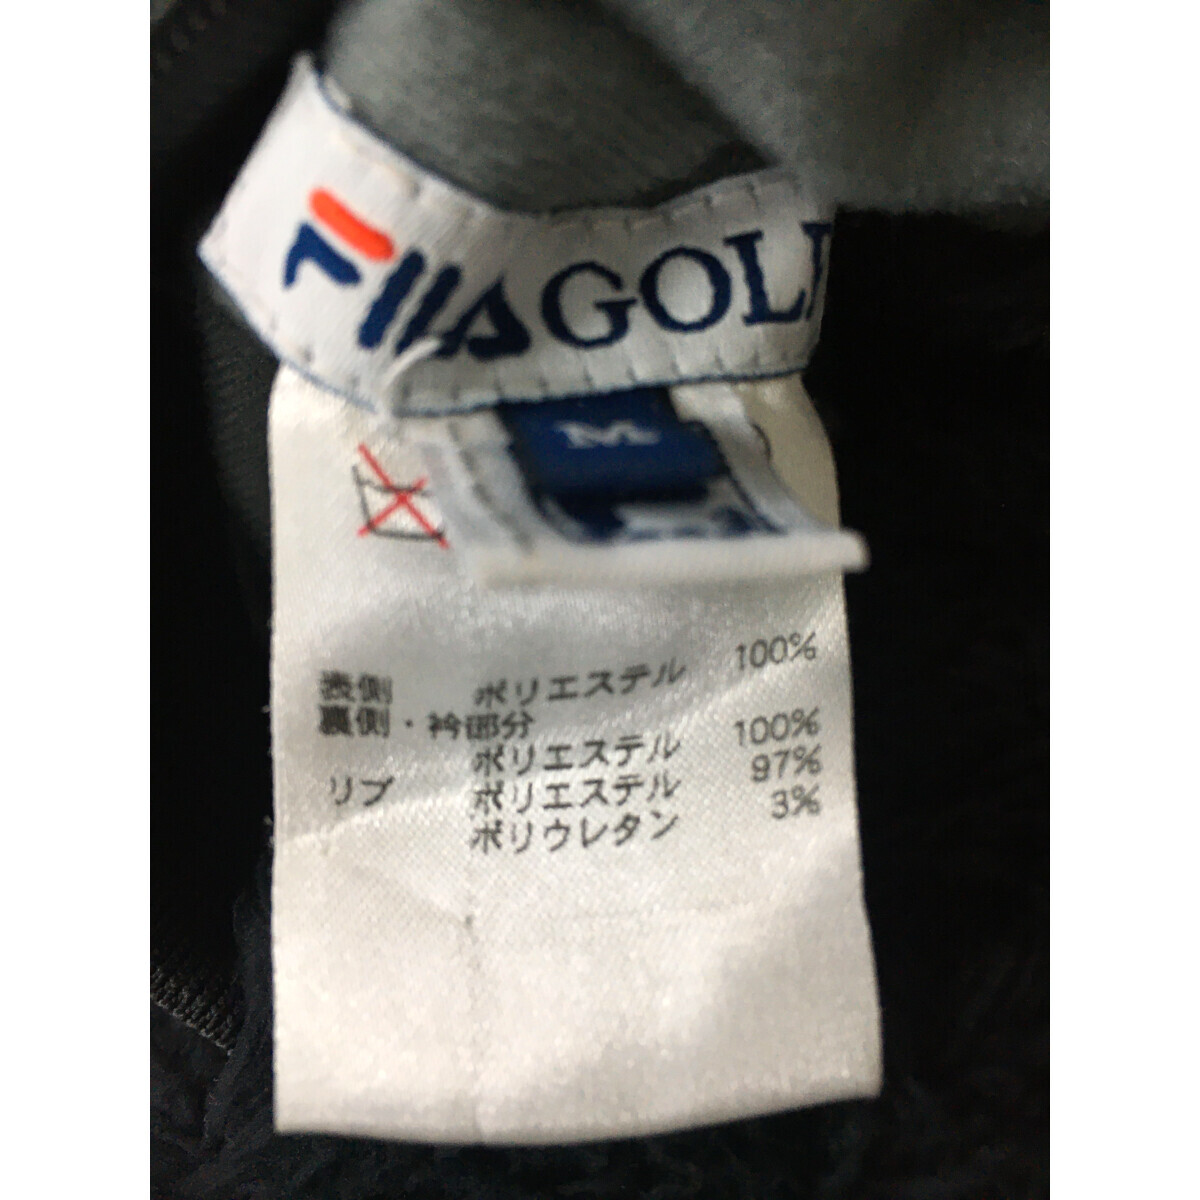 FILA GOLF
M
表側 ポリエステル 100%
裏側・衿部分
ポリエステル 100%
リブ ポリエステル 97%
ポリウレタン 3%